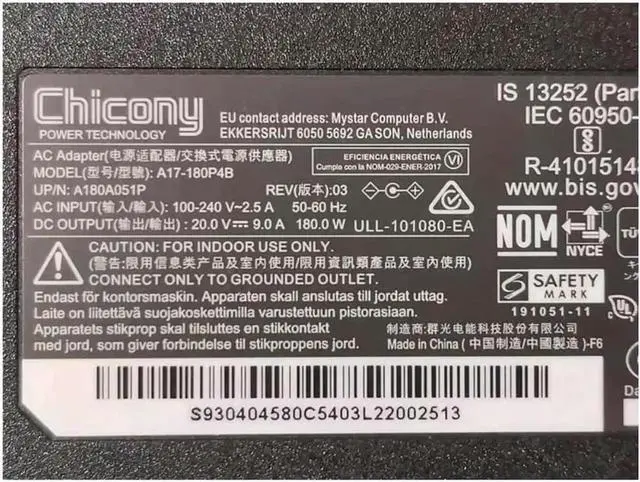 Chicony
POWER TECHNOLOGY
EU contact address: Mystar Computer B.V.
EKKERSRIJT 6050 5692 GA SON, Netherlands
IS 13252 (Par
IEC 60950-
R-4101514
www.bis.gov
AC Adapter(电源适配器/交換式電源供應器)
MODEL(型号/型號): A17-180P4B
UP/N: A180A051P
REV(版本):03
EFICIENCIA ENERGÉTICA
Cumple con la NOM-029-ENER-2017
VI
AC INPUT(输入/輸入): 100-240 V~2.5 A 50-60 Hz
DC OUTPUT(输出/輸出): 20.0 V⎓ 9.0 A 180.0 W
ULL-101080-EA
NOM
NYCE
TÜ
CAUTION: FOR INDOOR USE ONLY.
(警告:限用信息类产品及室内使用/限用資訊類產品及室內使用)
CONNECT ONLY TO GROUNDED OUTLET.
S SAFETY
MARK
191051-11
UL
Endast för kontorsmaskin. Apparaten skall anslutas till jordat uttag.
Laite on liitettävä suojakoskettimilla varustettuun pistorasiaan.
Apparatets stikprop skal tilsluttes en stikkontakt
med jord, som giver forbindelse til stikproppens jord.
制造商:群光电能科技股份有限公司
Made in China (中国制造/中國製造)-F6
S930404580C5403L22002513